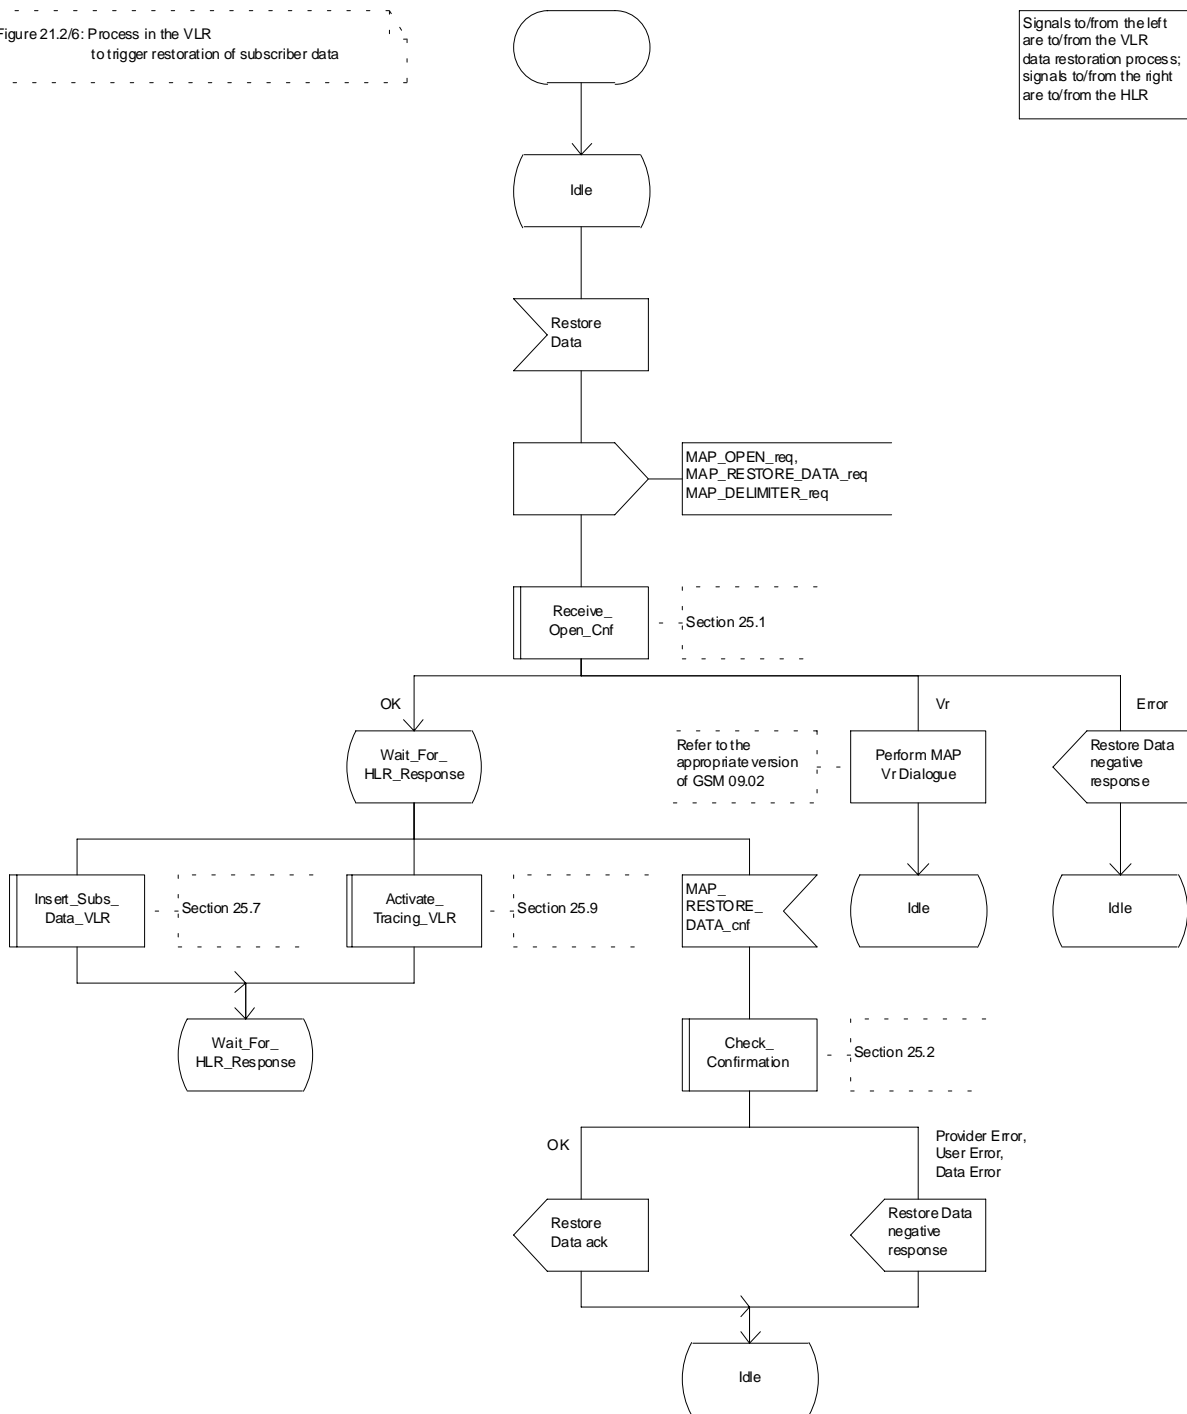 Figure 21.2/6: Process in the VLR
to trigger restoration of subscriber data
Signals to/from the left
are to/from the VLR
data restoration process;
signals to/from the right
are to/from the HLR
Idle
Restore
Data
MAP_OPEN_req,
MAP_RESTORE_DATA_req
MAP_DELIMITER_req
Receive_
Open_Cnf
Section 25.1
OK
Vr
Error
Wait_For_
HLR_Response
Refer to the
appropriate version
of GSM 09.02
Perform MAP
Vr Dialogue
Restore Data
negative
response
Insert_Subs_
Data_VLR
Section 25.7
Activate_
Tracing_VLR
Section 25.9
MAP_
RESTORE_
DATA_cnf
Idle
Idle
Wait_For_
HLR_Response
Check_
Confirmation
Section 25.2
OK
Provider Error,
User Error,
Data Error
Restore
Data ack
Restore Data
negative
response
Idle